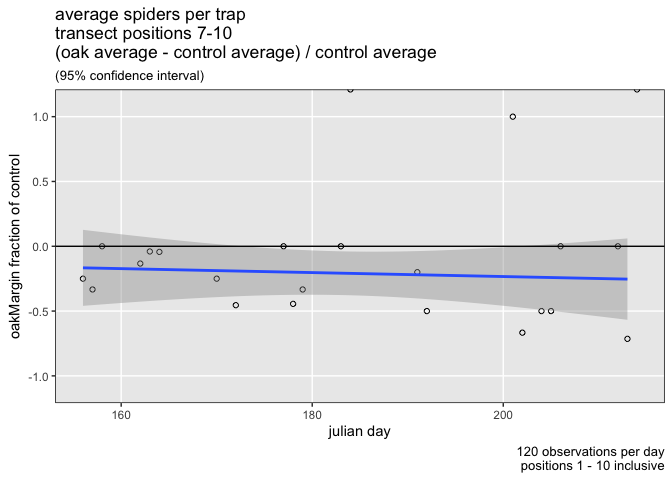 average spiders per trap
transect positions 7-10
(oak average - control average) / control average
(95% confidence interval)
oakMargin fraction of control
1.0
0.5
0.0
-0.5
-1.0
160
180
200
julian day
120 observations per day
positions 1 - 10 inclusive